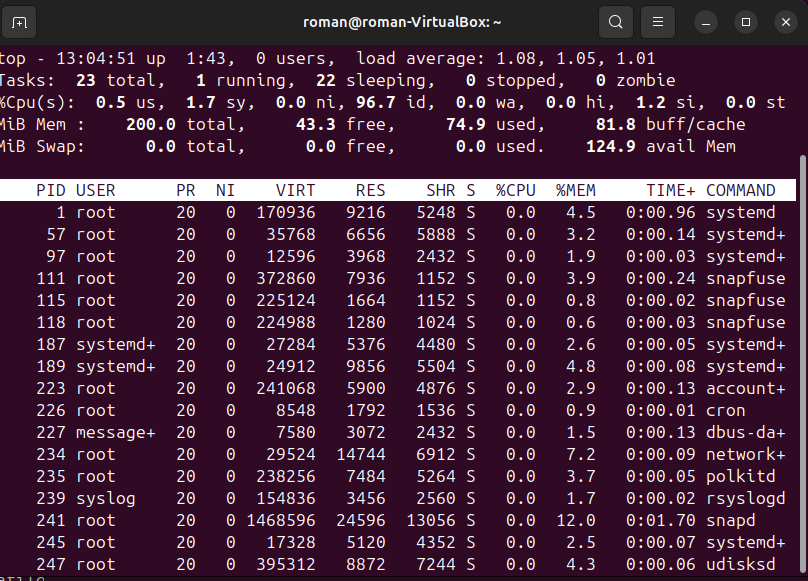 roman@roman-VirtualBox: ~
top - 13:04:51 up  1:43,  0 users,  load average: 1.08, 1.05, 1.01
Tasks:  23 total,   1 running,  22 sleeping,   0 stopped,   0 zombie
%Cpu(s):  0.5 us,  1.7 sy,  0.0 ni, 96.7 id,  0.0 wa,  0.0 hi,  1.2 si,  0.0 st
MiB Mem :    200.0 total,     43.3 free,     74.9 used,     81.8 buff/cache
MiB Swap:      0.0 total,      0.0 free,      0.0 used.    124.9 avail Mem
PID USER      PR  NI    VIRT    RES    SHR S  %CPU  %MEM     TIME+ COMMAND
1 root      20   0  170936   9216   5248 S   0.0   4.5   0:00.96 systemd
57 root      20   0   35768   6656   5888 S   0.0   3.2   0:00.14 systemd+
97 root      20   0   12596   3968   2432 S   0.0   1.9   0:00.03 systemd+
111 root      20   0  372860   7936   1152 S   0.0   3.9   0:00.24 snapfuse
115 root      20   0  225124   1664   1152 S   0.0   0.8   0:00.02 snapfuse
118 root      20   0  224988   1280   1024 S   0.0   0.6   0:00.03 snapfuse
187 systemd+  20   0   27284   5376   4480 S   0.0   2.6   0:00.05 systemd+
189 systemd+  20   0   24912   9856   5504 S   0.0   4.8   0:00.08 systemd+
223 root      20   0  241068   5900   4876 S   0.0   2.9   0:00.13 account+
226 root      20   0    8548   1792   1536 S   0.0   0.9   0:00.01 cron
227 message+  20   0    7580   3072   2432 S   0.0   1.5   0:00.13 dbus-da+
234 root      20   0   29524  14744   6912 S   0.0   7.2   0:00.09 network+
235 root      20   0  238256   7484   5264 S   0.0   3.7   0:00.05 polkitd
239 syslog    20   0  154836   3456   2560 S   0.0   1.7   0:00.02 rsyslogd
241 root      20   0 1468596  24596  13056 S   0.0  12.0   0:01.70 snapd
245 root      20   0   17328   5120   4352 S   0.0   2.5   0:00.07 systemd+
247 root      20   0  395312   8872   7244 S   0.0   4.3   0:00.06 udisksd